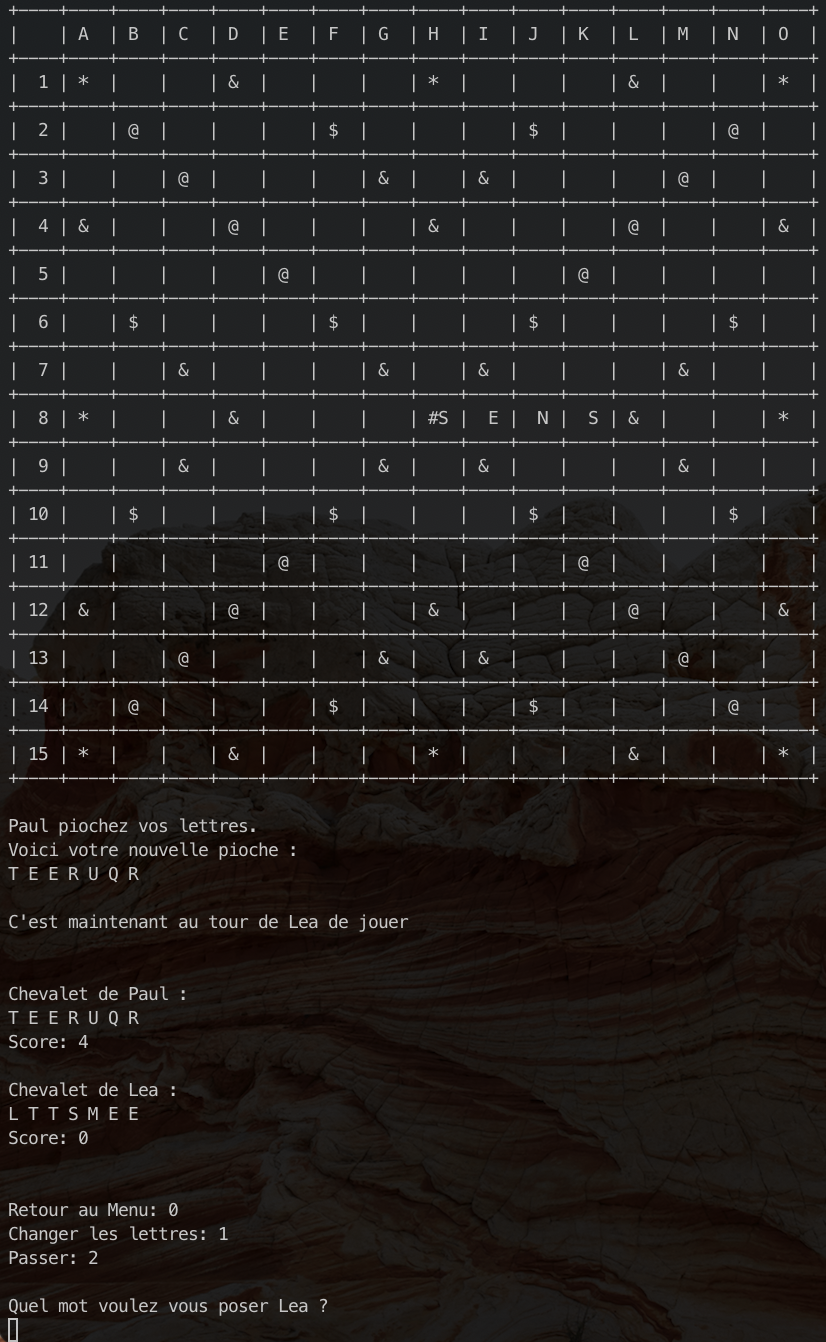 +————+———+———+———+———+———+———+———+———+———+———+———+———+———+———+———+
|    | A | B | C | D | E | F | G | H | I | J | K | L | M | N | O |
+————+———+———+———+———+———+———+———+———+———+———+———+———+———+———+———+
|  1 | * |   |   | & |   |   |   | * |   |   |   | & |   |   | * |
+————+———+———+———+———+———+———+———+———+———+———+———+———+———+———+———+
|  2 |   | @ |   |   |   | $ |   |   |   | $ |   |   |   | @ |   |
+————+———+———+———+———+———+———+———+———+———+———+———+———+———+———+———+
|  3 |   |   | @ |   |   |   | & |   | & |   |   |   | @ |   |   |
+————+———+———+———+———+———+———+———+———+———+———+———+———+———+———+———+
|  4 | & |   |   | @ |   |   |   | & |   |   |   | @ |   |   | & |
+————+———+———+———+———+———+———+———+———+———+———+———+———+———+———+———+
|  5 |   |   |   |   | @ |   |   |   |   |   | @ |   |   |   |   |
+————+———+———+———+———+———+———+———+———+———+———+———+———+———+———+———+
|  6 |   | $ |   |   |   | $ |   |   |   | $ |   |   |   | $ |   |
+————+———+———+———+———+———+———+———+———+———+———+———+———+———+———+———+
|  7 |   |   | & |   |   |   | & |   | & |   |   |   | & |   |   |
+————+———+———+———+———+———+———+———+———+———+———+———+———+———+———+———+
|  8 | * |   |   | & |   |   |   | #S |  E |  N |  S | & |   |   | * |
+————+———+———+———+———+———+———+———+———+———+———+———+———+———+———+———+
|  9 |   |   | & |   |   |   | & |   | & |   |   |   | & |   |   |
+————+———+———+———+———+———+———+———+———+———+———+———+———+———+———+———+
| 10 |   | $ |   |   |   | $ |   |   |   | $ |   |   |   | $ |   |
+————+———+———+———+———+———+———+———+———+———+———+———+———+———+———+———+
| 11 |   |   |   |   | @ |   |   |   |   |   | @ |   |   |   |   |
+————+———+———+———+———+———+———+———+———+———+———+———+———+———+———+———+
| 12 | & |   |   | @ |   |   |   | & |   |   |   | @ |   |   | & |
+————+———+———+———+———+———+———+———+———+———+———+———+———+———+———+———+
| 13 |   |   | @ |   |   |   | & |   | & |   |   |   | @ |   |   |
+————+———+———+———+———+———+———+———+———+———+———+———+———+———+———+———+
| 14 |   | @ |   |   |   | $ |   |   |   | $ |   |   |   | @ |   |
+————+———+———+———+———+———+———+———+———+———+———+———+———+———+———+———+
| 15 | * |   |   | & |   |   |   | * |   |   |   | & |   |   | * |
+————+———+———+———+———+———+———+———+———+———+———+———+———+———+———+———+
Paul piochez vos lettres.
Voici votre nouvelle pioche :
T E E R U Q R
C'est maintenant au tour de Lea de jouer
Chevalet de Paul :
T E E R U Q R
Score: 4
Chevalet de Lea :
L T T S M E E
Score: 0
Retour au Menu: 0
Changer les lettres: 1
Passer: 2
Quel mot voulez vous poser Lea ?